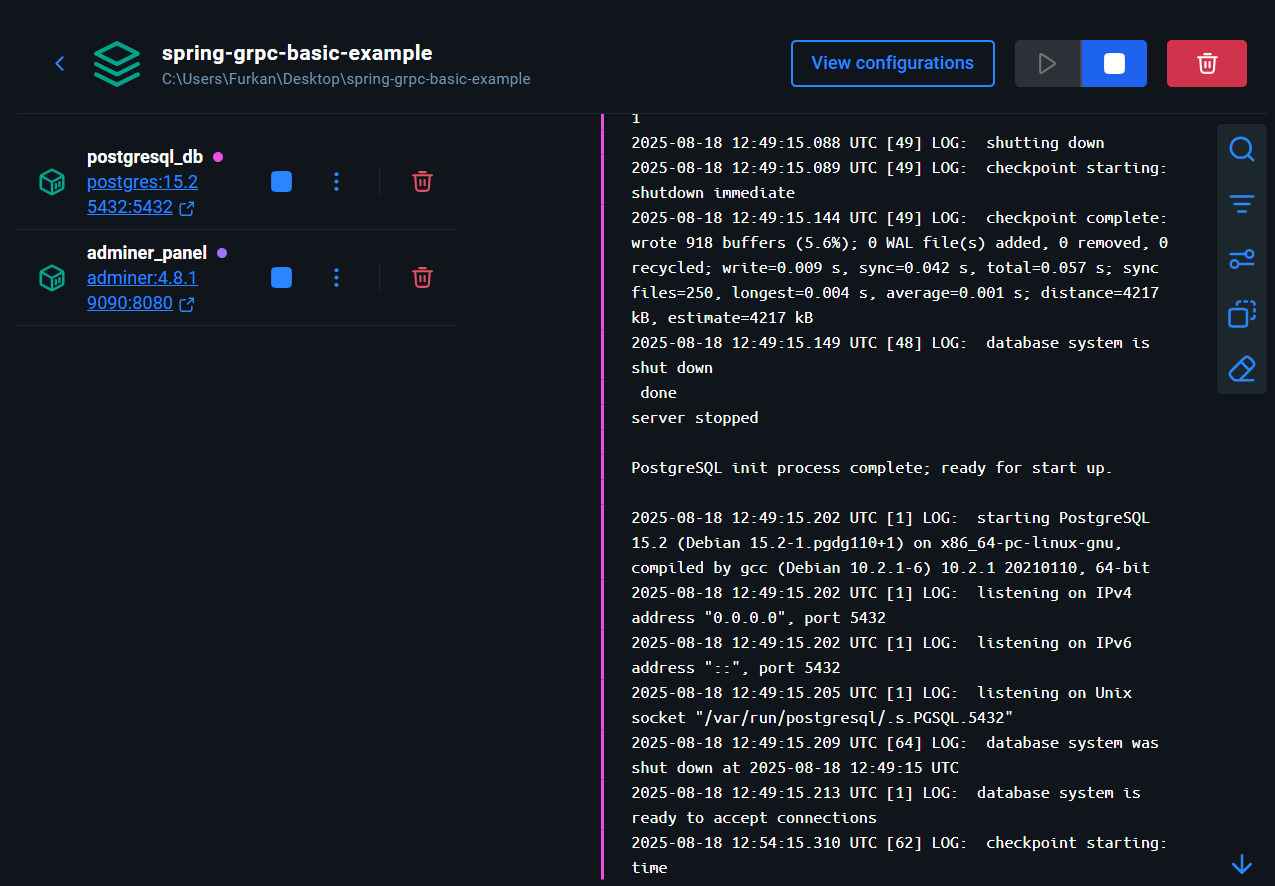 spring-grpc-basic-example
C:\Users\Furkan\Desktop\spring-grpc-basic-example
View configurations
postgresql_db
postgres:15.2
5432:5432
adminer_panel
adminer:4.8.1
9090:8080
1
2025-08-18 12:49:15.088 UTC [49] LOG:  shutting down
2025-08-18 12:49:15.089 UTC [49] LOG:  checkpoint starting:
shutdown immediate
2025-08-18 12:49:15.144 UTC [49] LOG:  checkpoint complete:
wrote 918 buffers (5.6%); 0 WAL file(s) added, 0 removed, 0
recycled; write=0.009 s, sync=0.042 s, total=0.057 s; sync
files=250, longest=0.004 s, average=0.001 s; distance=4217
kB, estimate=4217 kB
2025-08-18 12:49:15.149 UTC [48] LOG:  database system is
shut down
 done
server stopped
PostgreSQL init process complete; ready for start up.
2025-08-18 12:49:15.202 UTC [1] LOG:  starting PostgreSQL
15.2 (Debian 15.2-1.pgdg110+1) on x86_64-pc-linux-gnu,
compiled by gcc (Debian 10.2.1-6) 10.2.1 20210110, 64-bit
2025-08-18 12:49:15.202 UTC [1] LOG:  listening on IPv4
address "0.0.0.0", port 5432
2025-08-18 12:49:15.202 UTC [1] LOG:  listening on IPv6
address "::", port 5432
2025-08-18 12:49:15.205 UTC [1] LOG:  listening on Unix
socket "/var/run/postgresql/.s.PGSQL.5432"
2025-08-18 12:49:15.209 UTC [64] LOG:  database system was
shut down at 2025-08-18 12:49:15 UTC
2025-08-18 12:49:15.213 UTC [1] LOG:  database system is
ready to accept connections
2025-08-18 12:54:15.310 UTC [62] LOG:  checkpoint starting:
time